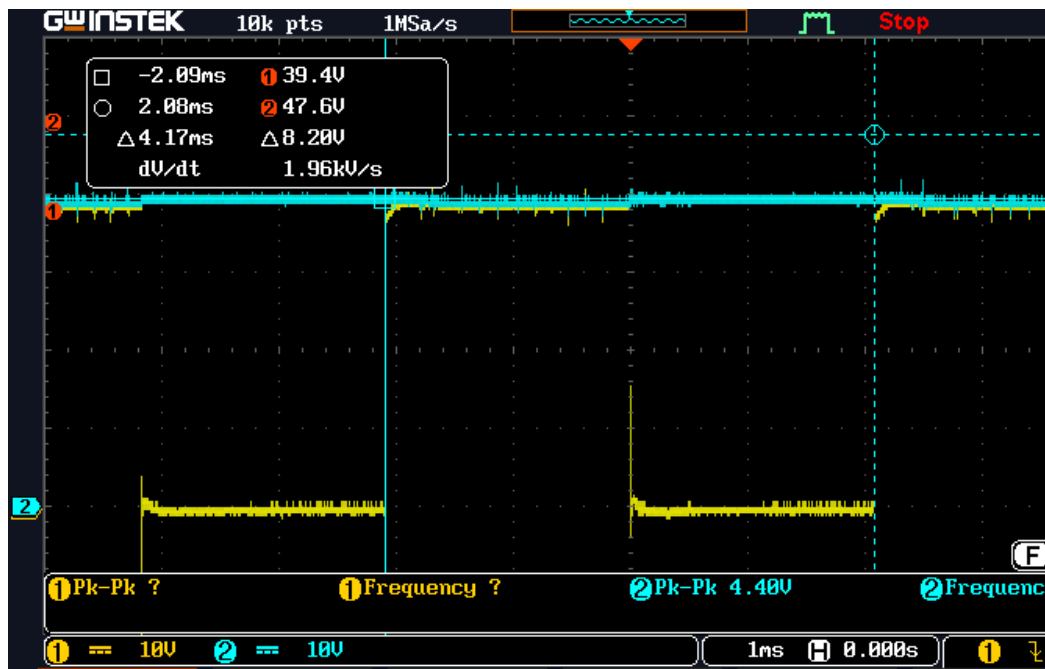 GWINSTEK 10k pts 1MSa/s Stop
-2.09ms 1 39.4V
2.08ms 2 47.6V
△4.17ms △8.20V
dV/dt 1.96kV/s
2
1
2
F
1 Pk-Pk ? 1 Frequency ? 2 Pk-Pk 4.40V 2 Frequenc
1 10V 2 10V 1ms H 0.000s 1